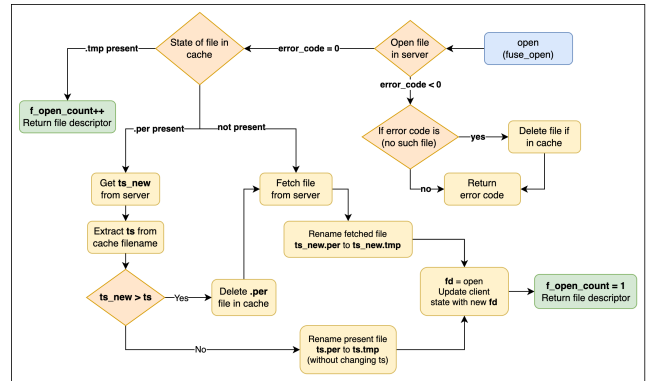 State of file in
cache
.tmp present
error_code = 0
Open file
in server
open
(fuse_open)
error_code < 0
f_open_count++
Return file descriptor
If error code is
(no such file)
yes
Delete file if
in cache
.per present
not present
no
Return
error code
Get ts_new
from server
Fetch file
from server
Extract ts from
cache filename
Rename fetched file
ts_new.per to ts_new.tmp
ts_new > ts
Yes
Delete .per
file in cache
fd = open
Update client
state with new fd
f_open_count = 1
Return file descriptor
No
Rename present file
ts.per to ts.tmp
(without changing ts)